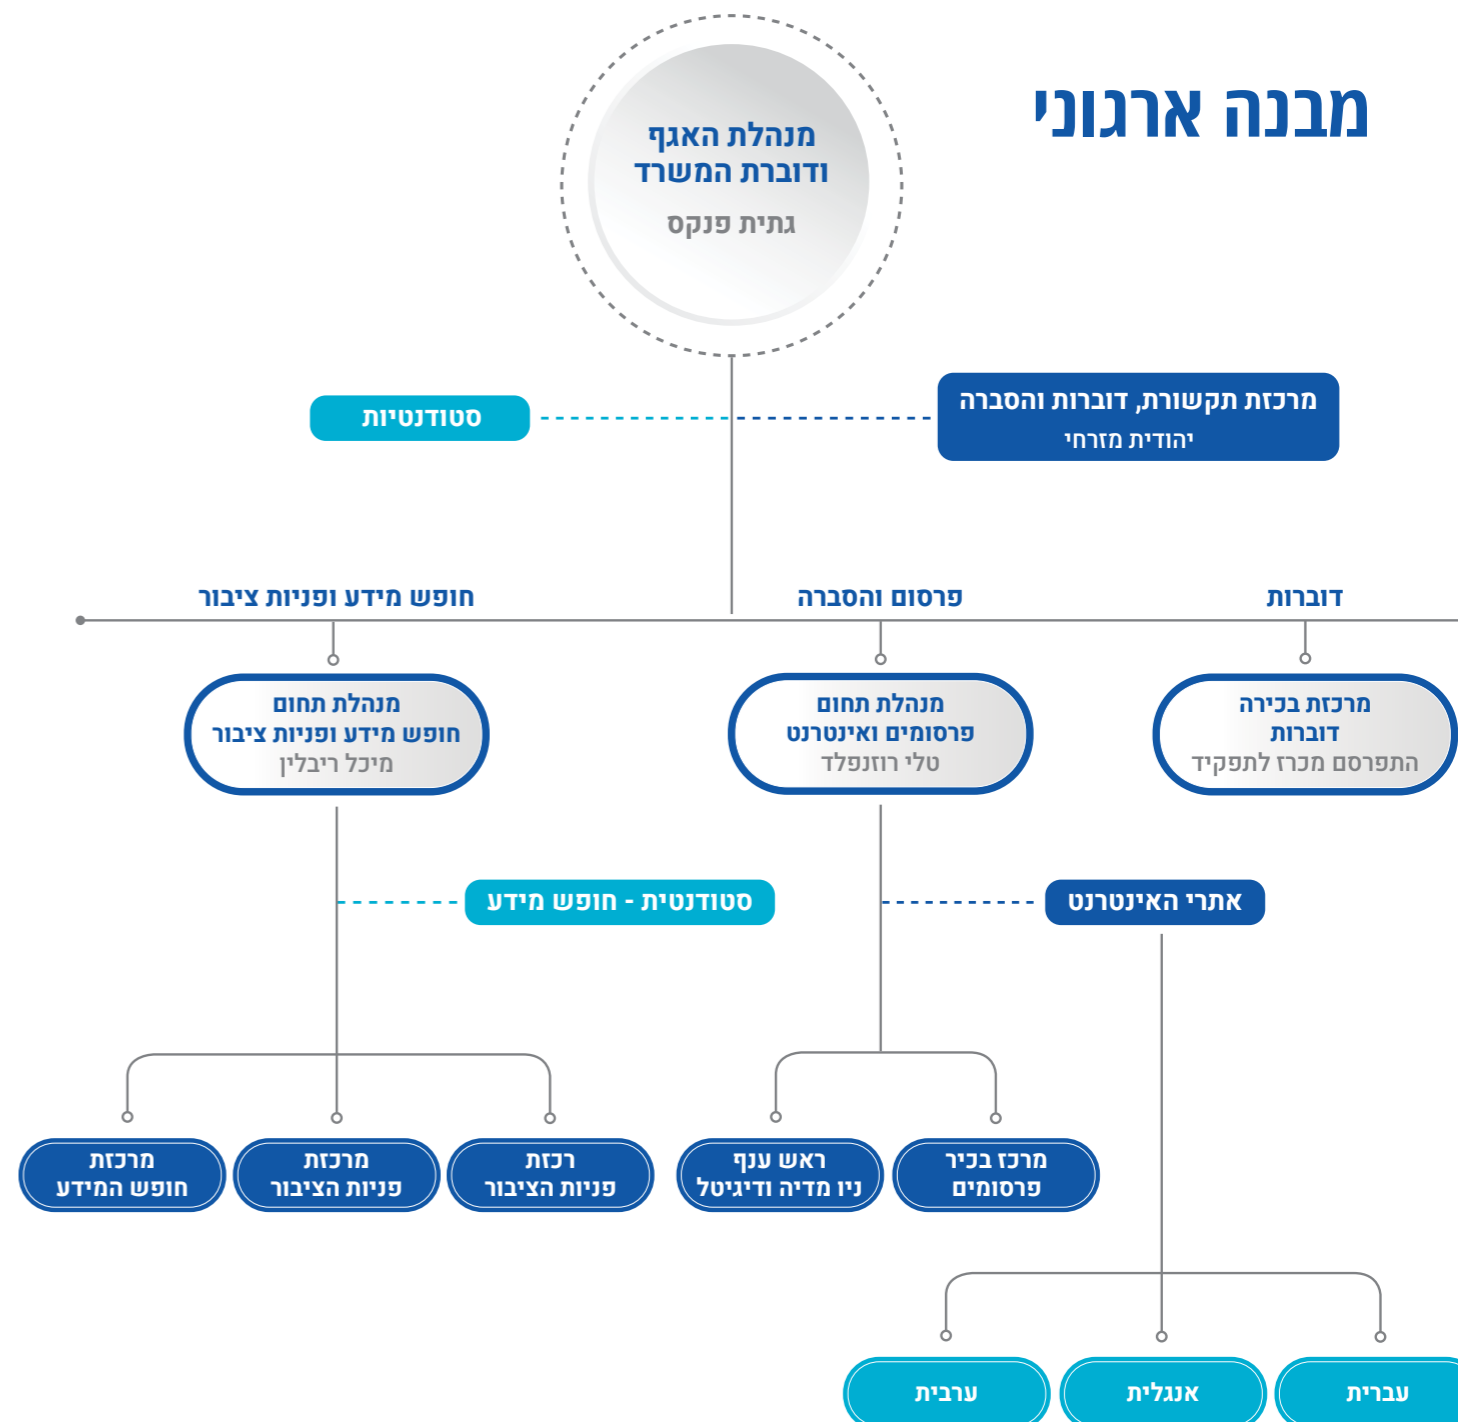 מבנה ארגוני
מנהלת האגף
ודוברת המשרד
גתית פנקס
מרכזת תקשורת, דוברות והסברה
יהודית מזרחי
סטודנטיות
דוברות
פרסום והסברה
חופש מידע ופניות ציבור
מרכזת בכירה
דוברות
התפרסם מכרז לתפקיד
מנהלת תחום
פרסומים ואינטרנט
טלי רוזנפלד
מנהלת תחום
חופש מידע ופניות ציבור
מיכל ריבלין
אתרי האינטרנט
סטודנטית - חופש מידע
מרכז בכיר
פרסומים
ראש ענף
ניו מדיה ודיגיטל
רכזת
פניות הציבור
מרכזת
פניות הציבור
מרכזת
חופש המידע
עברית
אנגלית
ערבית